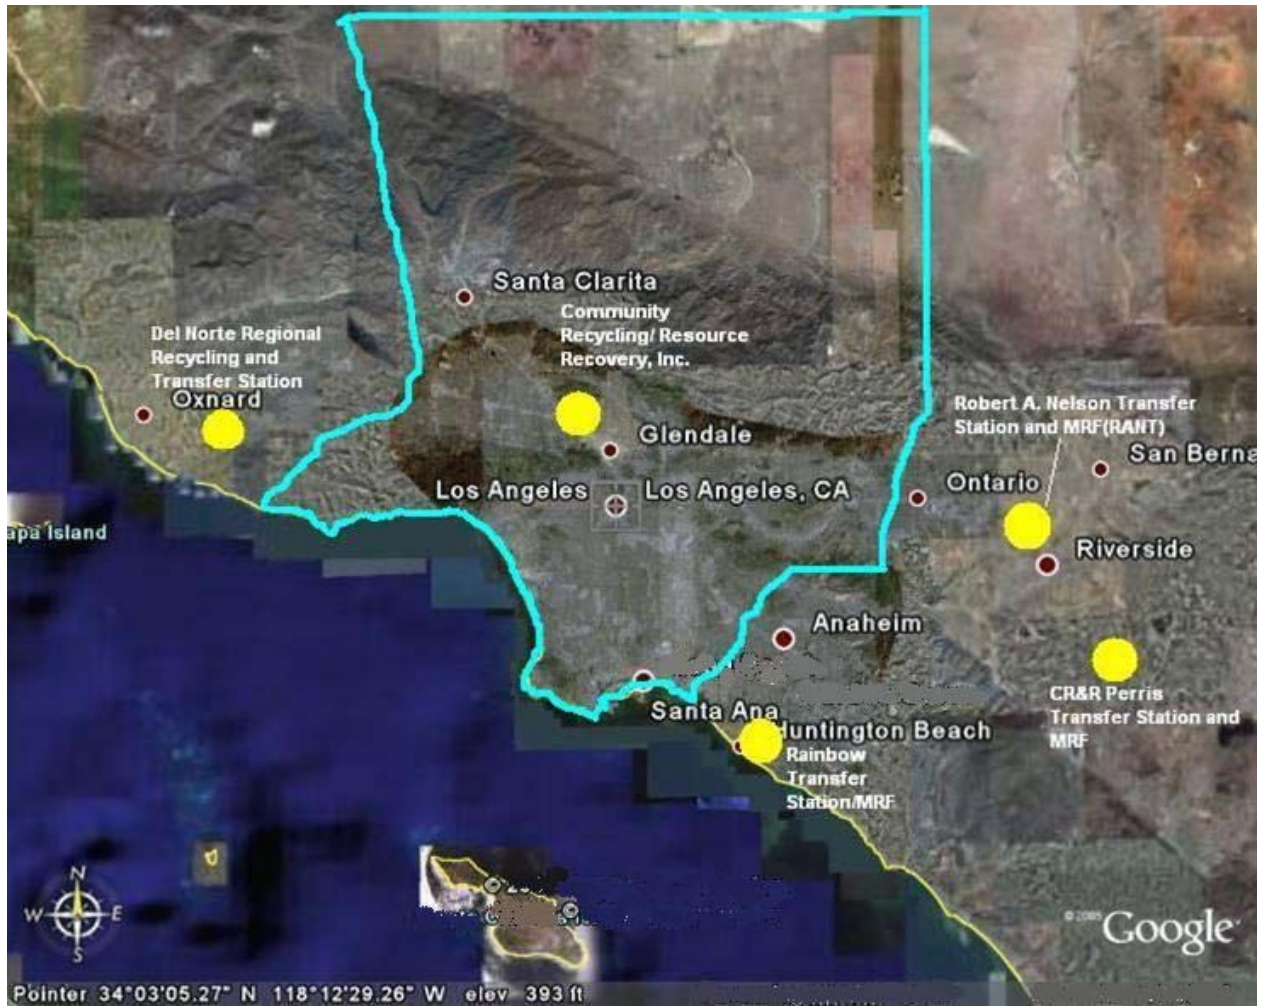 Santa Clarita
Community
Recycling/ Resource
Recovery, Inc.
Del Norte Regional
Recycling and
Transfer Station
Oxnard
Robert A. Nelson Transfer
Station and MRF(RANT)
Glendale
San Berna
Los Angeles
Los Angeles, CA
Ontario
apa Island
Riverside
Anaheim
CR&R Perris
Transfer Station and
MRF
Santa Ana
Huntington Beach
Rainbow
Transfer
Station/MRF
N
W E
S
© 2005 Google
Pointer 34°03'05.27" N 118°12'29.26" W elev 393 ft